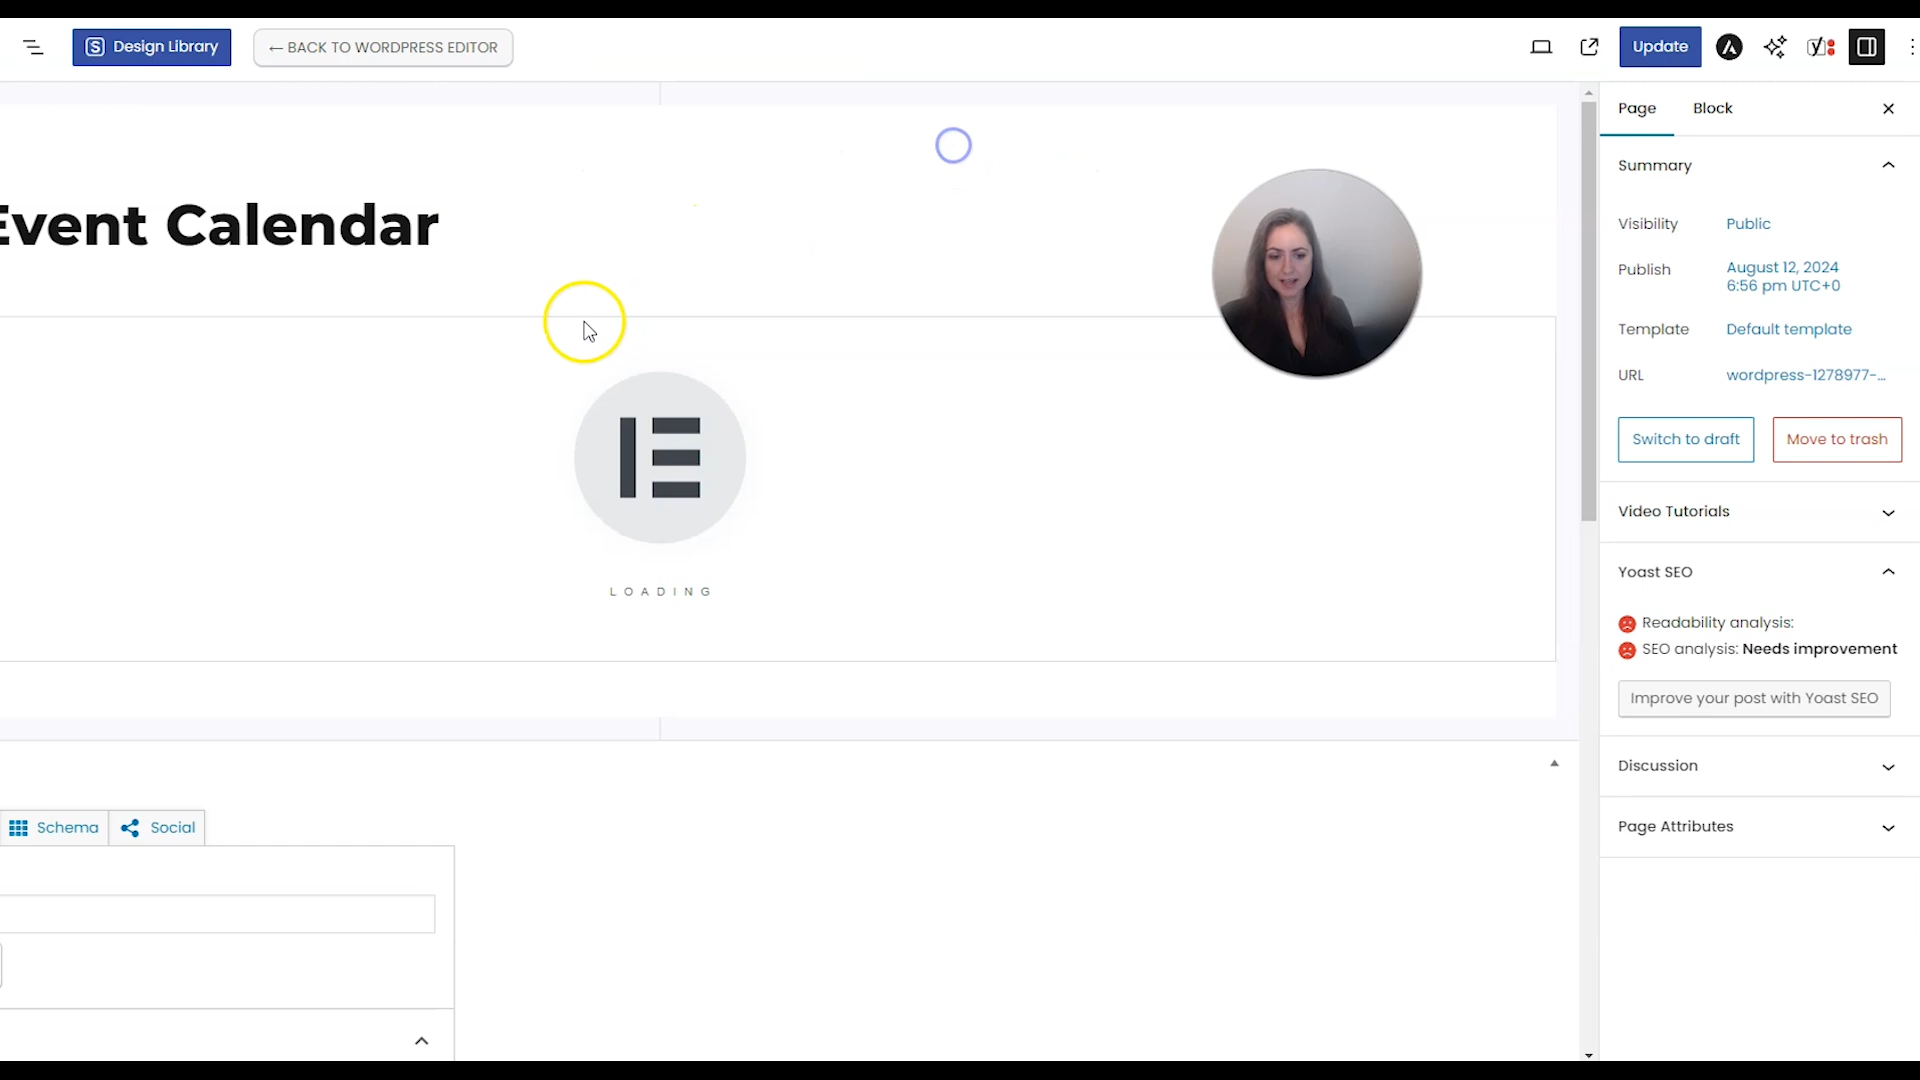 Design Library
← BACK TO WORDPRESS EDITOR
Update
Page
Block
Summary
Event Calendar
Visibility
Public
Publish
August 12, 2024
6:56 pm UTC+0
Template
Default template
URL
wordpress-1278977-...
Switch to draft
Move to trash
LOADING
Video Tutorials
Yoast SEO
Readability analysis:
SEO analysis: Needs improvement
Improve your post with Yoast SEO
Discussion
Page Attributes
Schema
Social